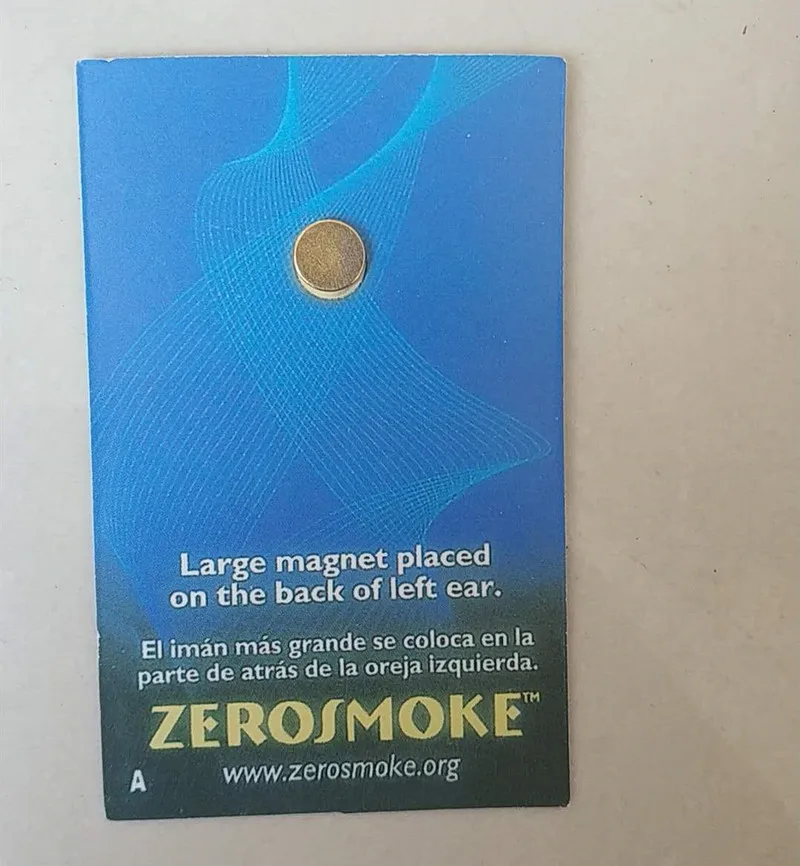 Large magnet placed
on the back of left ear.
El imán más grande se coloca en la
parte de atrás de la oreja izquierda.
ZEROSMOKE™
www.zerosmoke.org
A